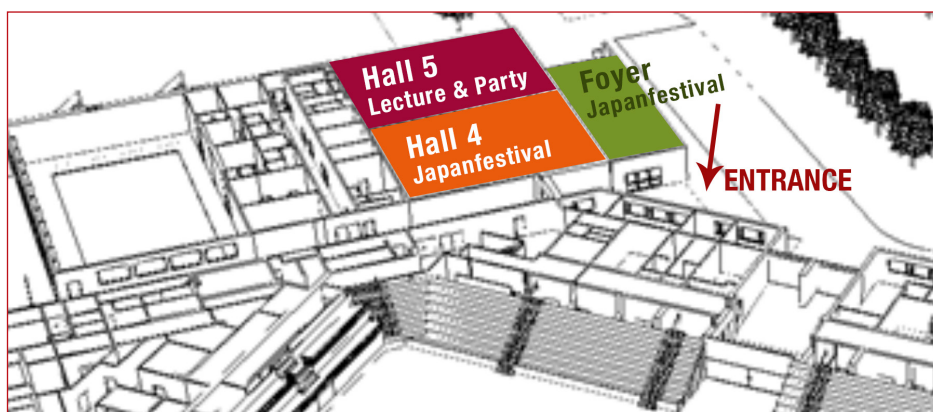 Hall 5
Lecture & Party
Hall 4
Japanfestival
Foyer
Japanfestival
ENTRANCE